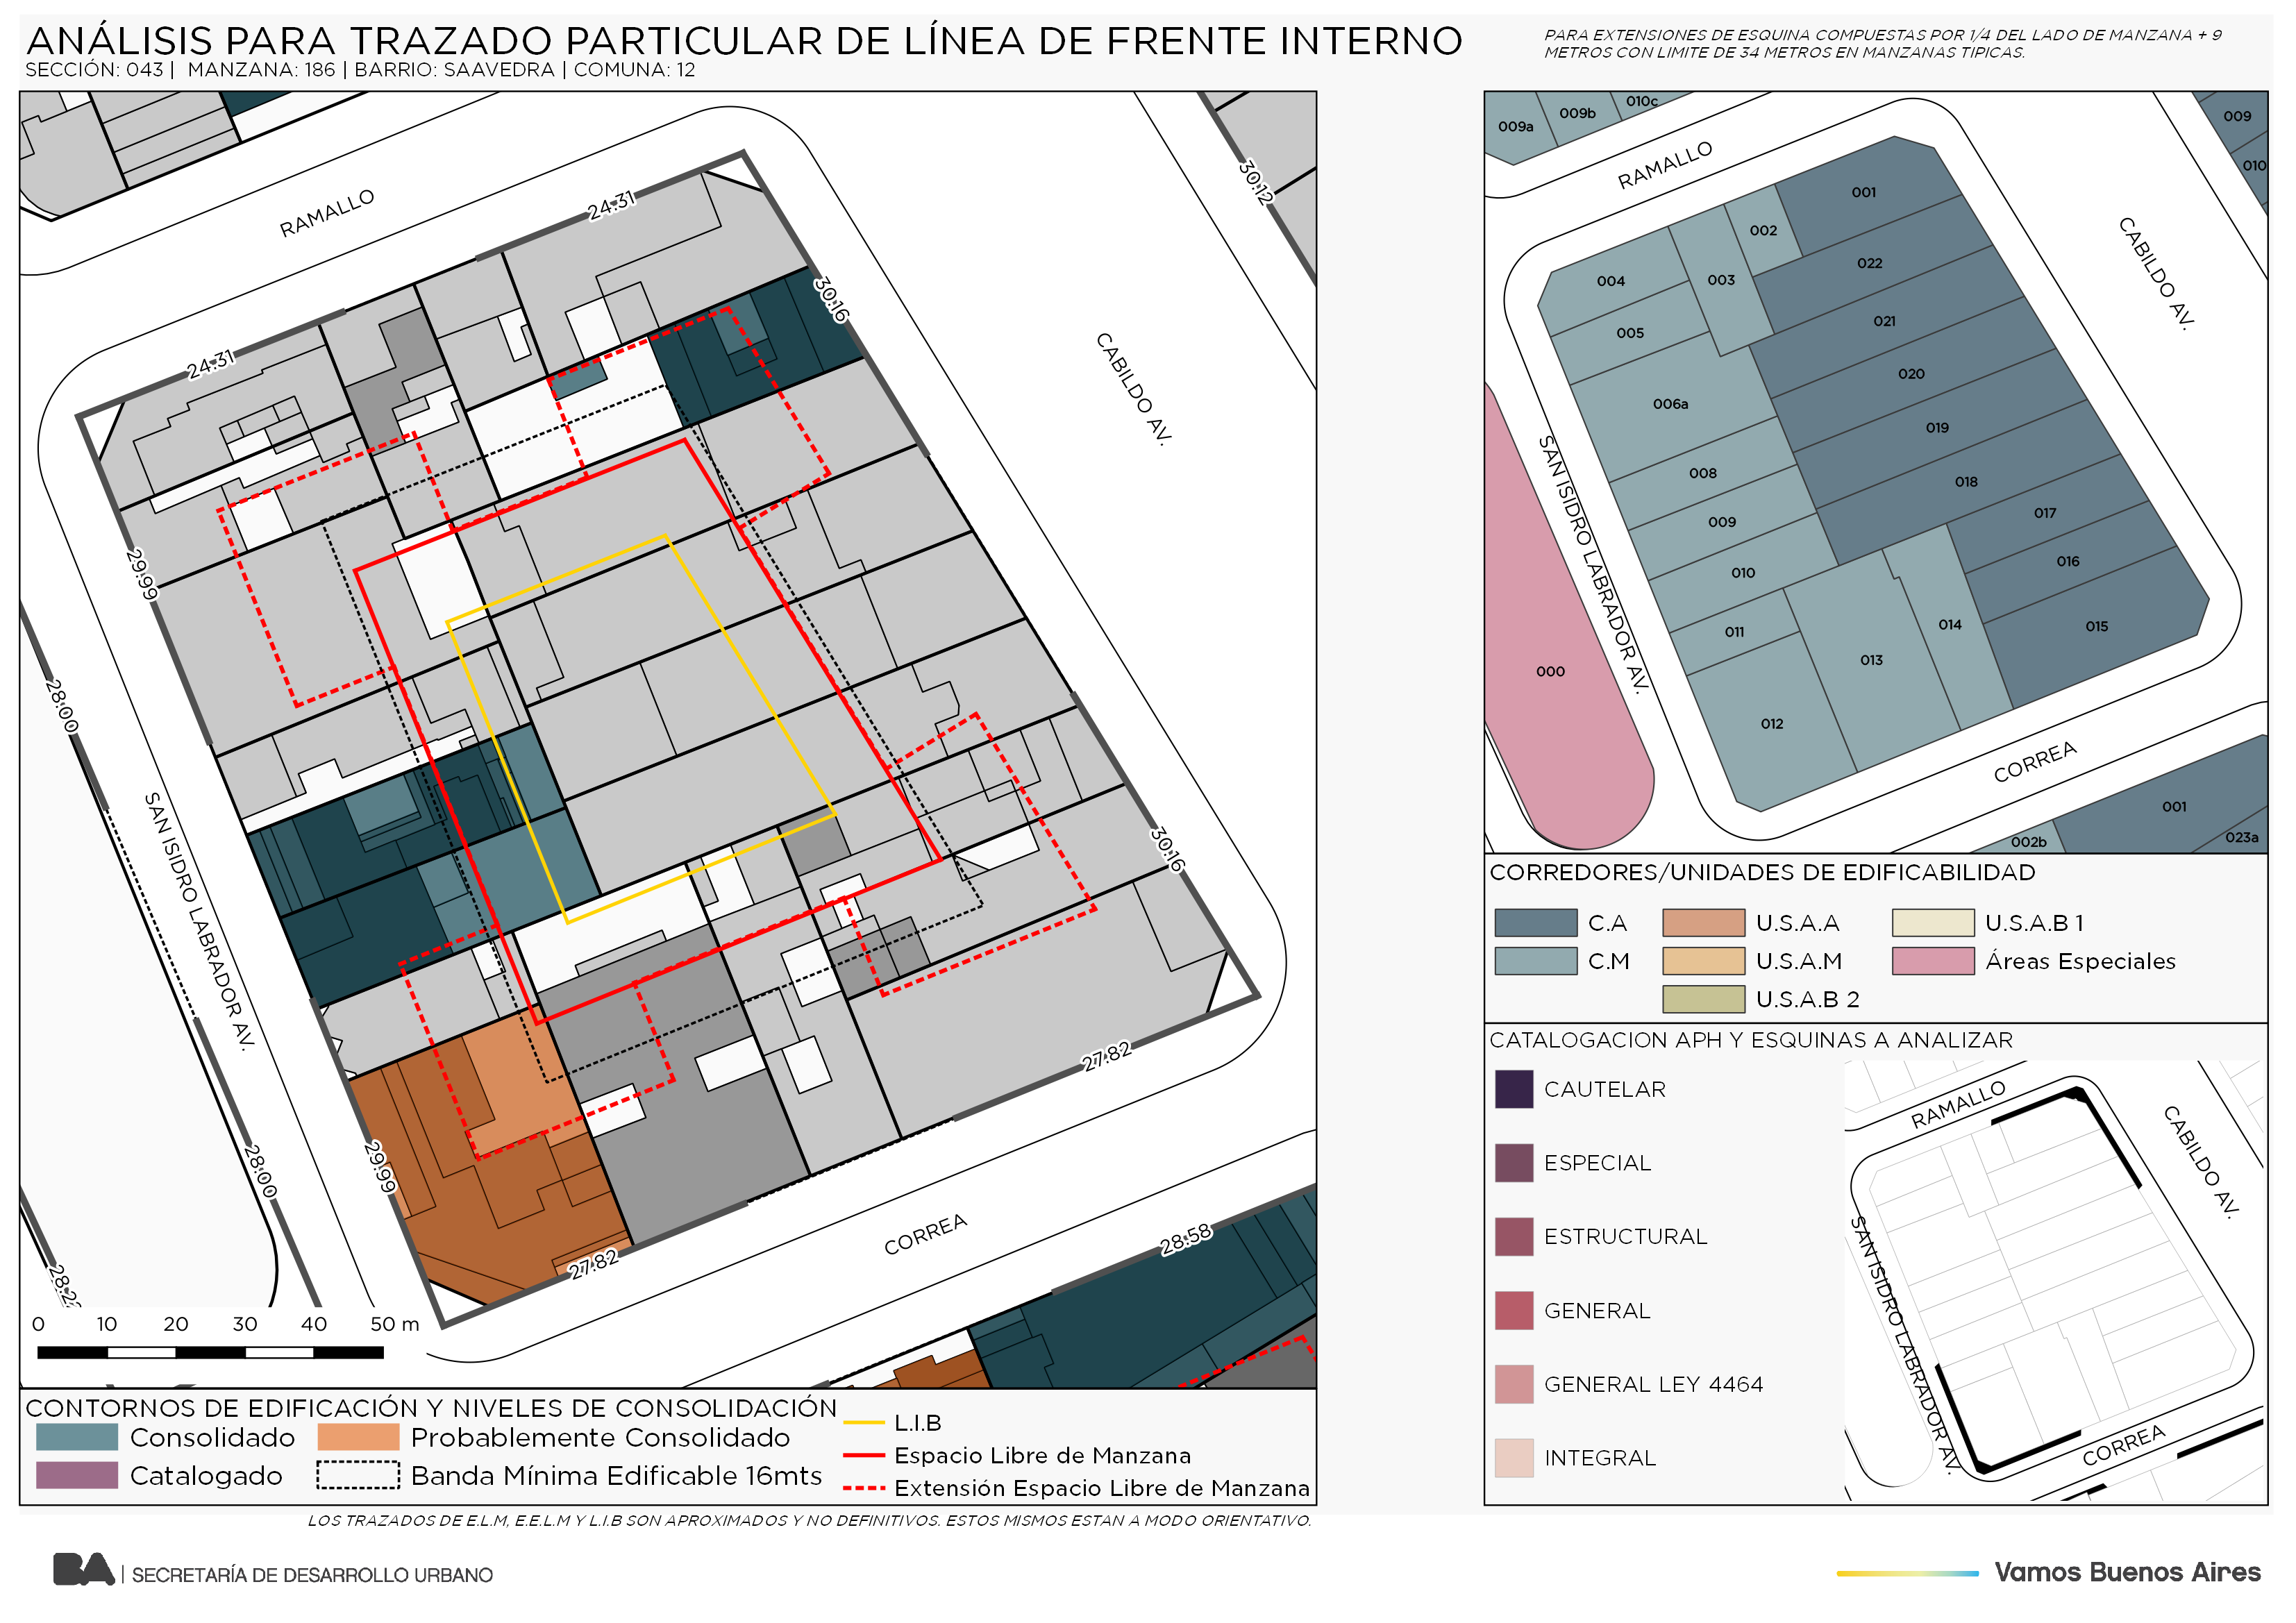 ANÁLISIS PARA TRAZADO PARTICULAR DE LÍNEA DE FRENTE INTERNO
SECCIÓN: 043 | MANZANA: 186 | BARRIO: SAAVEDRA | COMUNA: 12
PARA EXTENSIONES DE ESQUINA COMPUESTAS POR 1/4 DEL LADO DE MANZANA + 9
METROS CON LIMITE DE 34 METROS EN MANZANAS TIPICAS.
RAMALLO
24.31
24.31
30.12
30.16
CABILDO AV.
29.99
28.00
SAN ISIDRO LABRADOR AV.
30.16
28.00
29.99
27.82
CORREA
27.82
28.58
0 10 20 30 40 50 m
CONTORNOS DE EDIFICACIÓN Y NIVELES DE CONSOLIDACIÓN
Consolidado
Probablemente Consolidado
Catalogado
Banda Mínima Edificable 16mts
L.I.B
Espacio Libre de Manzana
Extensión Espacio Libre de Manzana
LOS TRAZADOS DE E.L.M, E.E.L.M Y L.I.B SON APROXIMADOS Y NO DEFINITIVOS. ESTOS MISMOS ESTAN A MODO ORIENTATIVO.
009a
009b
010c
009
010
RAMALLO
CABILDO AV.
001
002
003
004
005
022
021
006a
020
019
008
018
009
017
010
016
011
014
015
013
012
000
SAN ISIDRO LABRADOR AV.
CORREA
001
002b
023a
CORREDORES/UNIDADES DE EDIFICABILIDAD
C.A
U.S.A.A
U.S.A.B 1
C.M
U.S.A.M
Áreas Especiales
U.S.A.B 2
CATALOGACION APH Y ESQUINAS A ANALIZAR
CAUTELAR
ESPECIAL
ESTRUCTURAL
GENERAL
GENERAL LEY 4464
INTEGRAL
RAMALLO
CABILDO AV.
SAN ISIDRO LABRADOR AV.
CORREA
BA | SECRETARÍA DE DESARROLLO URBANO
Vamos Buenos Aires